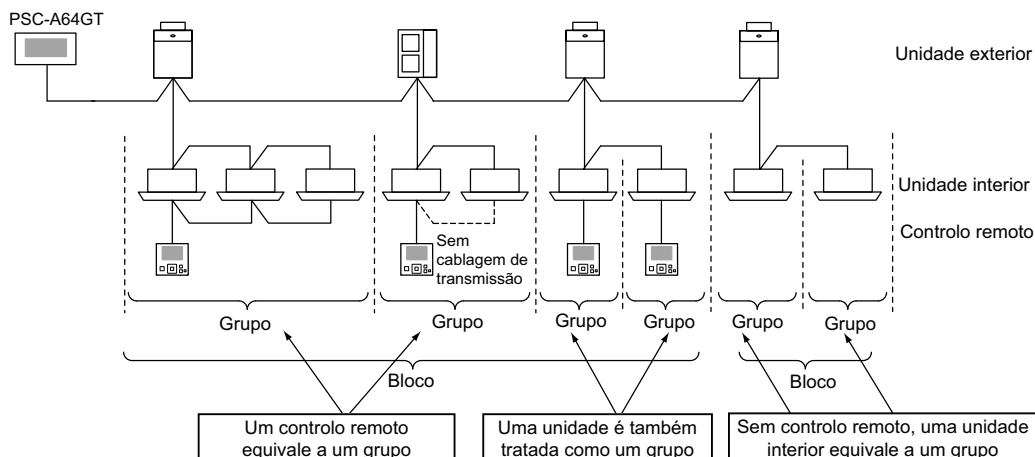 PSC-A64GT
Unidade exterior
Unidade interior
Controlo remoto
Sem
cablagem de
transmissão
Grupo
Grupo
Grupo
Grupo
Grupo
Grupo
Bloco
Bloco
Um controlo remoto
equivale a um grupo
Uma unidade é também
tratada como um grupo
Sem controlo remoto, uma unidade
interior equivale a um grupo